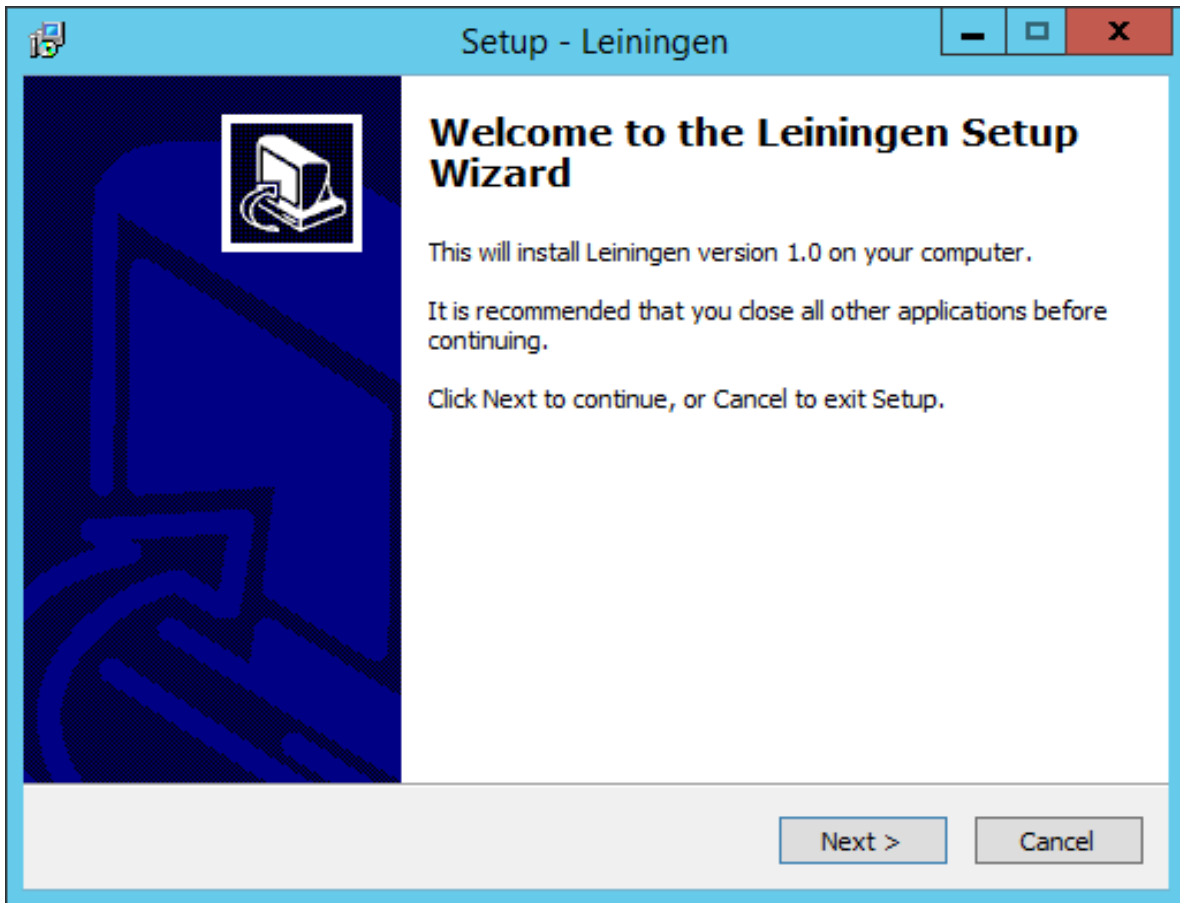 Setup - Leiningen
Welcome to the Leiningen Setup
Wizard
This will install Leiningen version 1.0 on your computer.
It is recommended that you close all other applications before
continuing.
Click Next to continue, or Cancel to exit Setup.
Next >
Cancel